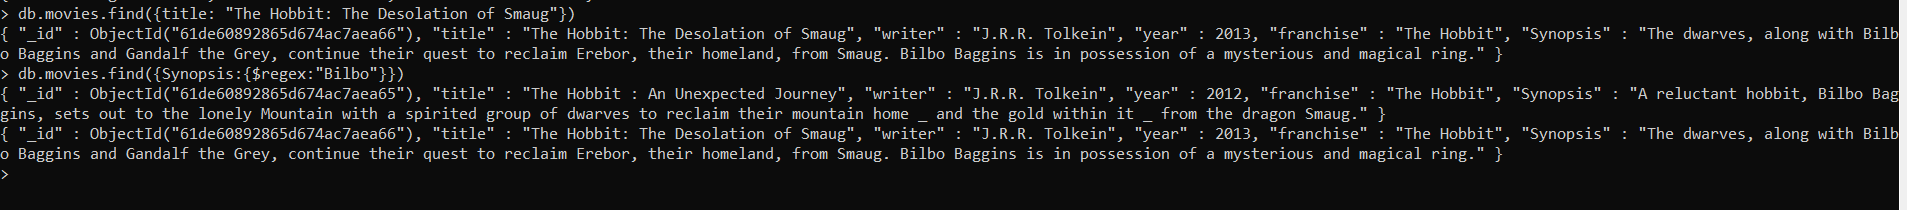 > db.movies.find({title: "The Hobbit: The Desolation of Smaug"})
{ "_id" : ObjectId("61de60892865d674ac7aea66"), "title" : "The Hobbit: The Desolation of Smaug", "writer" : "J.R.R. Tolkein", "year" : 2013, "franchise" : "The Hobbit", "Synopsis" : "The dwarves, along with Bilb
o Baggins and Gandalf the Grey, continue their quest to reclaim Erebor, their homeland, from Smaug. Bilbo Baggins is in possession of a mysterious and magical ring." }
> db.movies.find({Synopsis:{$regex:"Bilbo"}})
{ "_id" : ObjectId("61de60892865d674ac7aea65"), "title" : "The Hobbit : An Unexpected Journey", "writer" : "J.R.R. Tolkein", "year" : 2012, "franchise" : "The Hobbit", "Synopsis" : "A reluctant hobbit, Bilbo Bag
gins, sets out to the lonely Mountain with a spirited group of dwarves to reclaim their mountain home _ and the gold within it _ from the dragon Smaug." }
{ "_id" : ObjectId("61de60892865d674ac7aea66"), "title" : "The Hobbit: The Desolation of Smaug", "writer" : "J.R.R. Tolkein", "year" : 2013, "franchise" : "The Hobbit", "Synopsis" : "The dwarves, along with Bilb
o Baggins and Gandalf the Grey, continue their quest to reclaim Erebor, their homeland, from Smaug. Bilbo Baggins is in possession of a mysterious and magical ring." }
>